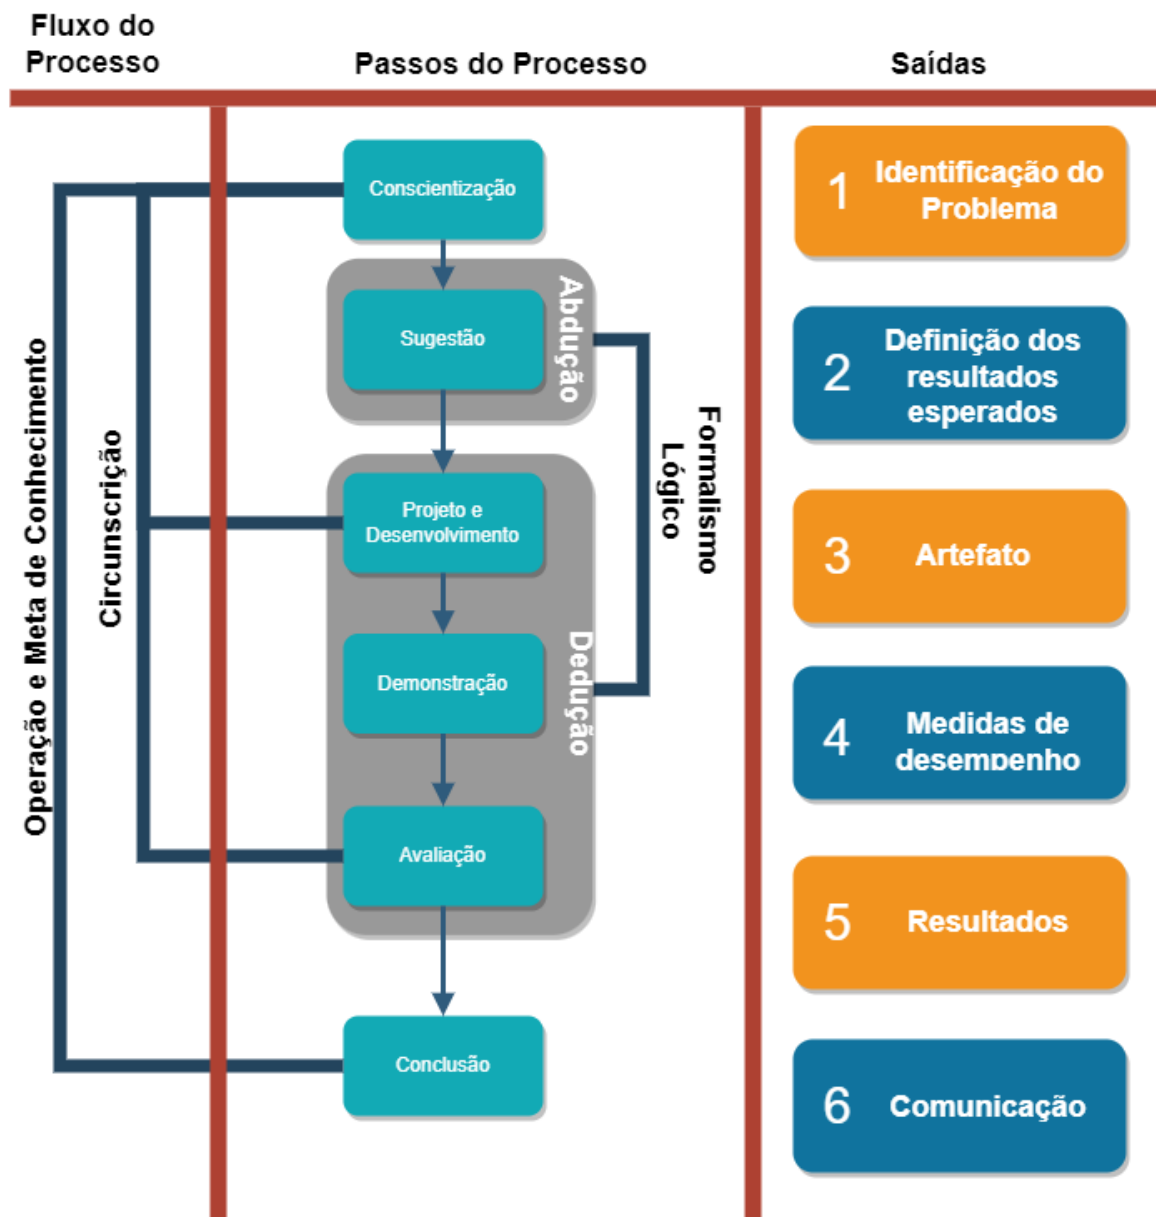 Fluxo do
Processo
Passos do Processo
Saídas
Operação e Meta de Conhecimento
Circunscrição
Conscientização
Sugestão
Abdução
Projeto e
Desenvolvimento
Demonstração
Dedução
Avaliação
Conclusão
Formalismo
Lógico
1 Identificação do
Problema
2 Definição dos
resultados
esperados
3 Artefato
4 Medidas de
desempenho
5 Resultados
6 Comunicação